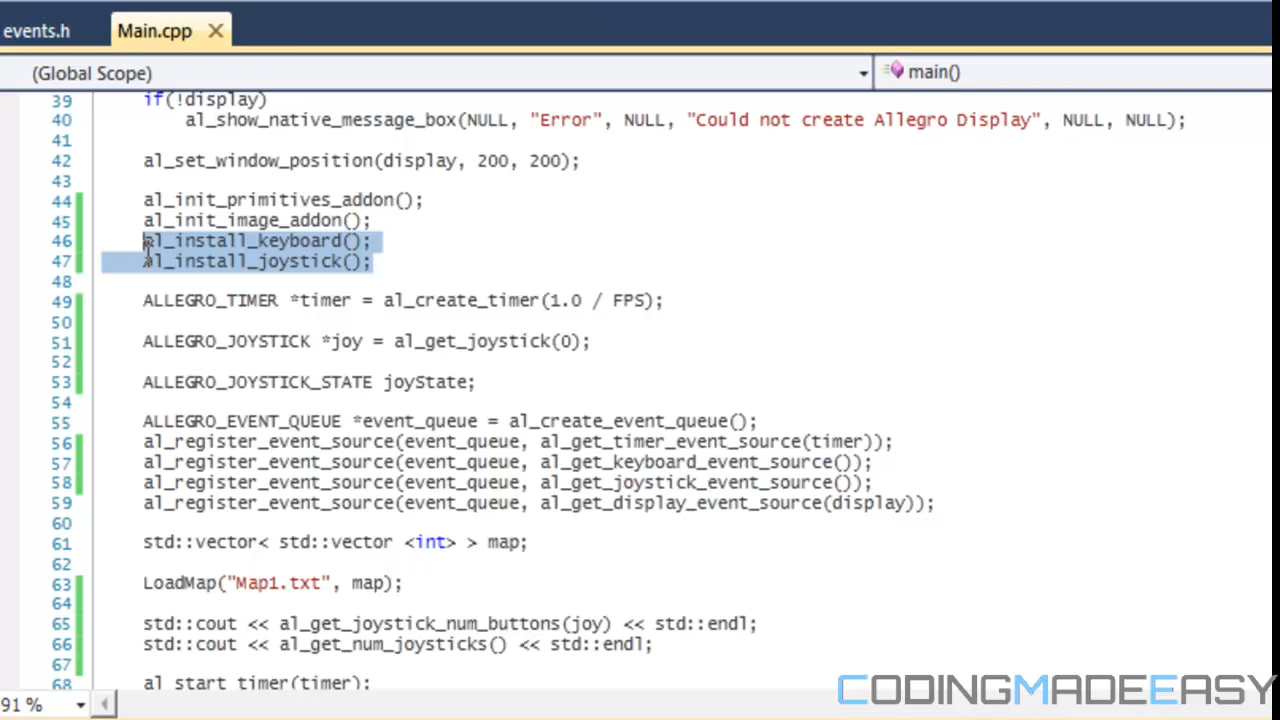 events.h Main.cpp
(Global Scope) main()
39 if(!display)
40 al_show_native_message_box(NULL, "Error", NULL, "Could not create Allegro Display", NULL, NULL);
41
42 al_set_window_position(display, 200, 200);
43
44 al_init_primitives_addon();
45 al_init_image_addon();
46 al_install_keyboard();
47 al_install_joystick();
48
49 ALLEGRO_TIMER *timer = al_create_timer(1.0 / FPS);
50
51 ALLEGRO_JOYSTICK *joy = al_get_joystick(0);
52
53 ALLEGRO_JOYSTICK_STATE joyState;
54
55 ALLEGRO_EVENT_QUEUE *event_queue = al_create_event_queue();
56 al_register_event_source(event_queue, al_get_timer_event_source(timer));
57 al_register_event_source(event_queue, al_get_keyboard_event_source());
58 al_register_event_source(event_queue, al_get_joystick_event_source());
59 al_register_event_source(event_queue, al_get_display_event_source(display));
60
61 std::vector< std::vector <int> > map;
62
63 LoadMap("Map1.txt", map);
64
65 std::cout << al_get_joystick_num_buttons(joy) << std::endl;
66 std::cout << al_get_num_joysticks() << std::endl;
67
68 al_start_timer(timer);
91 %
CODINGMADEEASY